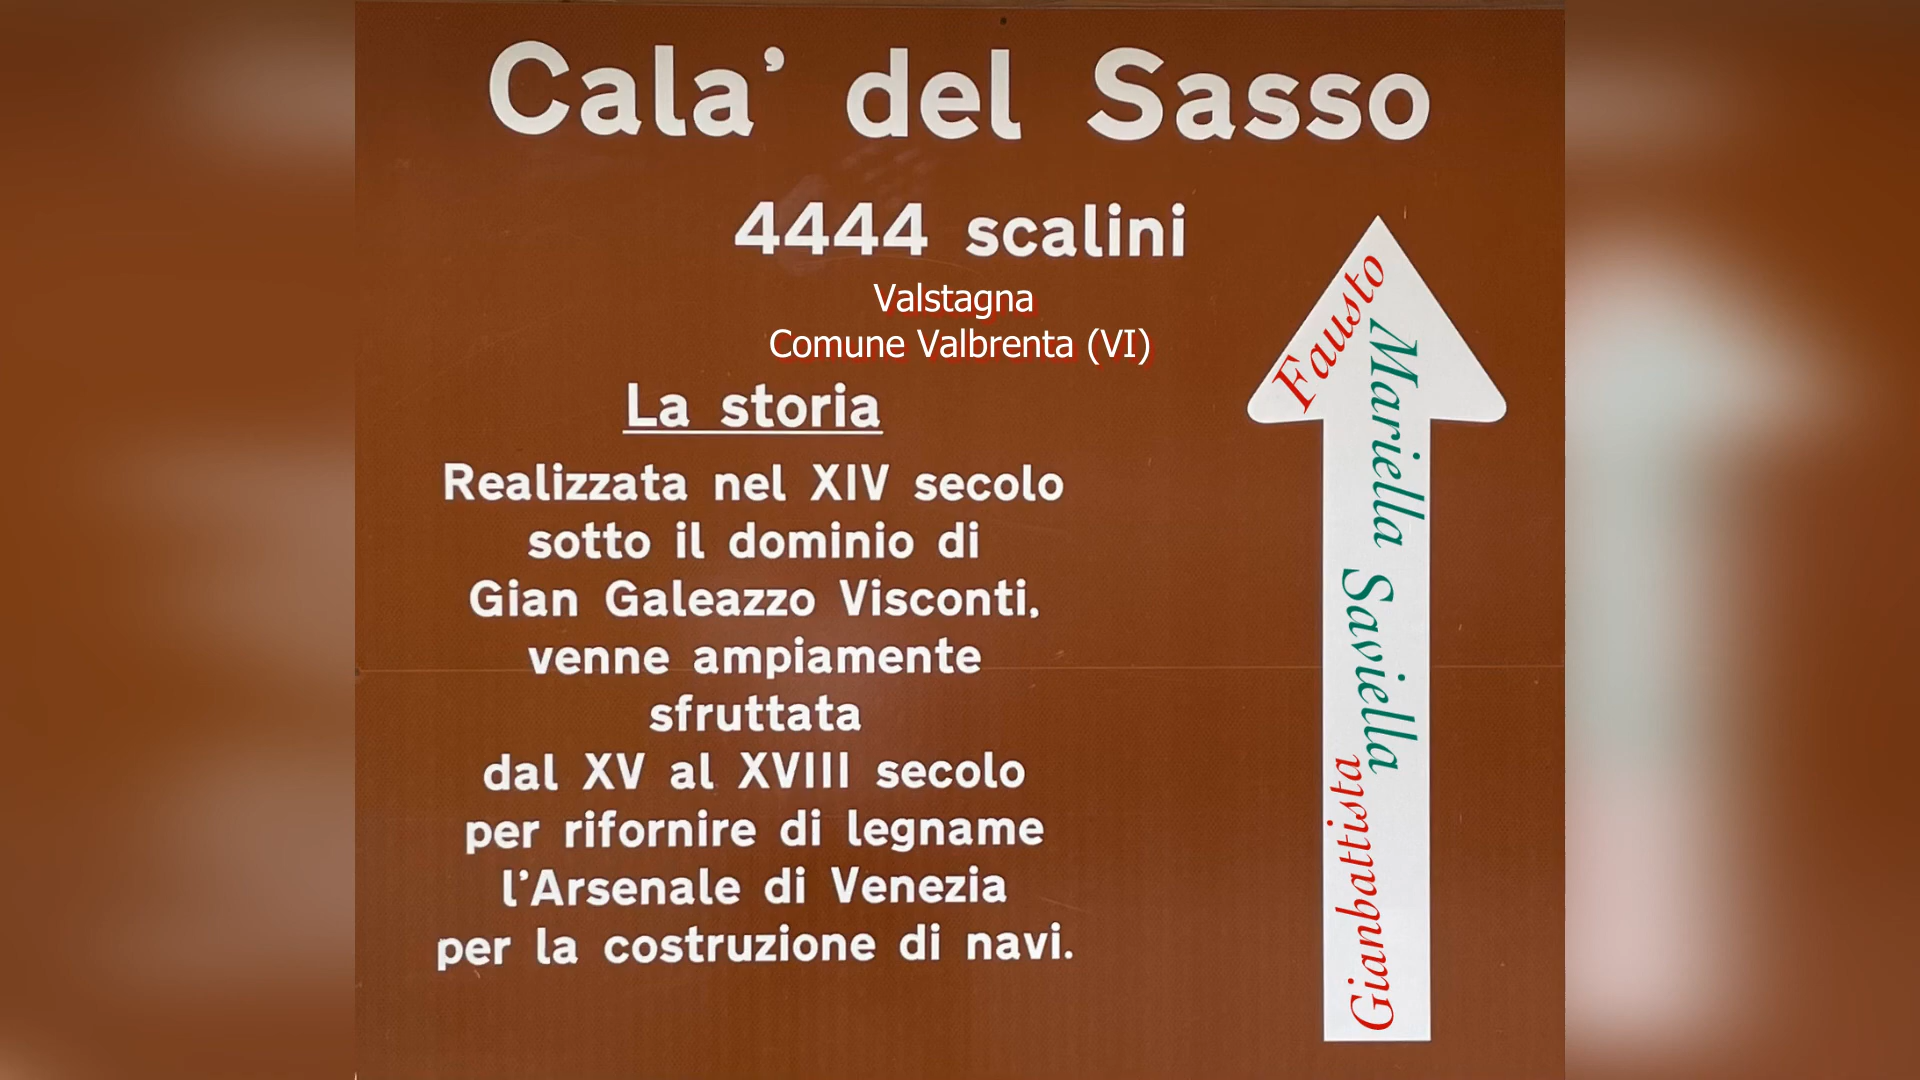 Cala' del Sasso
4444 scalini
Valstagna
Comune Valbrenta (VI)
La storia
Realizzata nel XIV secolo
sotto il dominio di
Gian Galeazzo Visconti,
venne ampiamente
sfruttata
dal XV al XVIII secolo
per rifornire di legname
l'Arsenale di Venezia
per la costruzione di navi.
Fausto
Mariella Saviella
Gianbattista